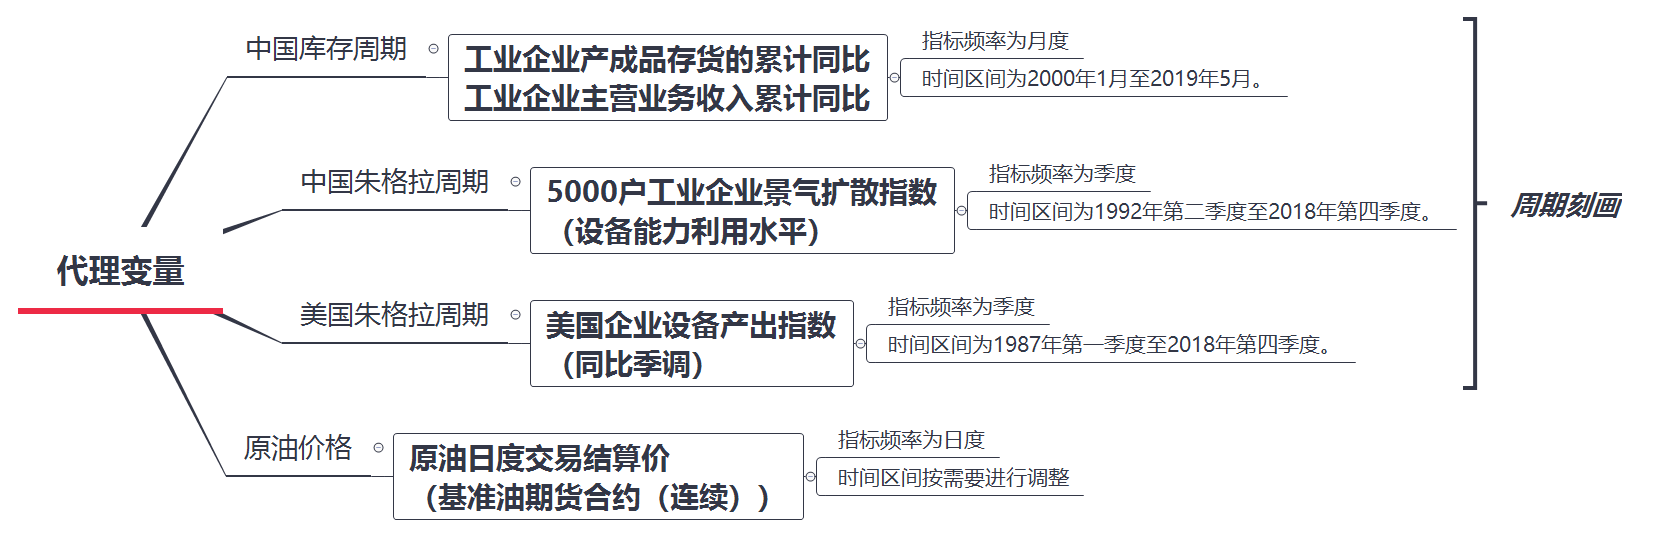 代理变量
中国库存周期
工业企业产成品存货的累计同比
工业企业主营业务收入累计同比
指标频率为月度
时间区间为2000年1月至2019年5月。
中国朱格拉周期
5000户工业企业景气扩散指数
（设备能力利用水平）
指标频率为季度
时间区间为1992年第二季度至2018年第四季度。
美国朱格拉周期
美国企业设备产出指数
（同比季调）
指标频率为季度
时间区间为1987年第一季度至2018年第四季度。
原油价格
原油日度交易结算价
（基准油期货合约（连续））
指标频率为日度
时间区间按需要进行调整
周期刻画